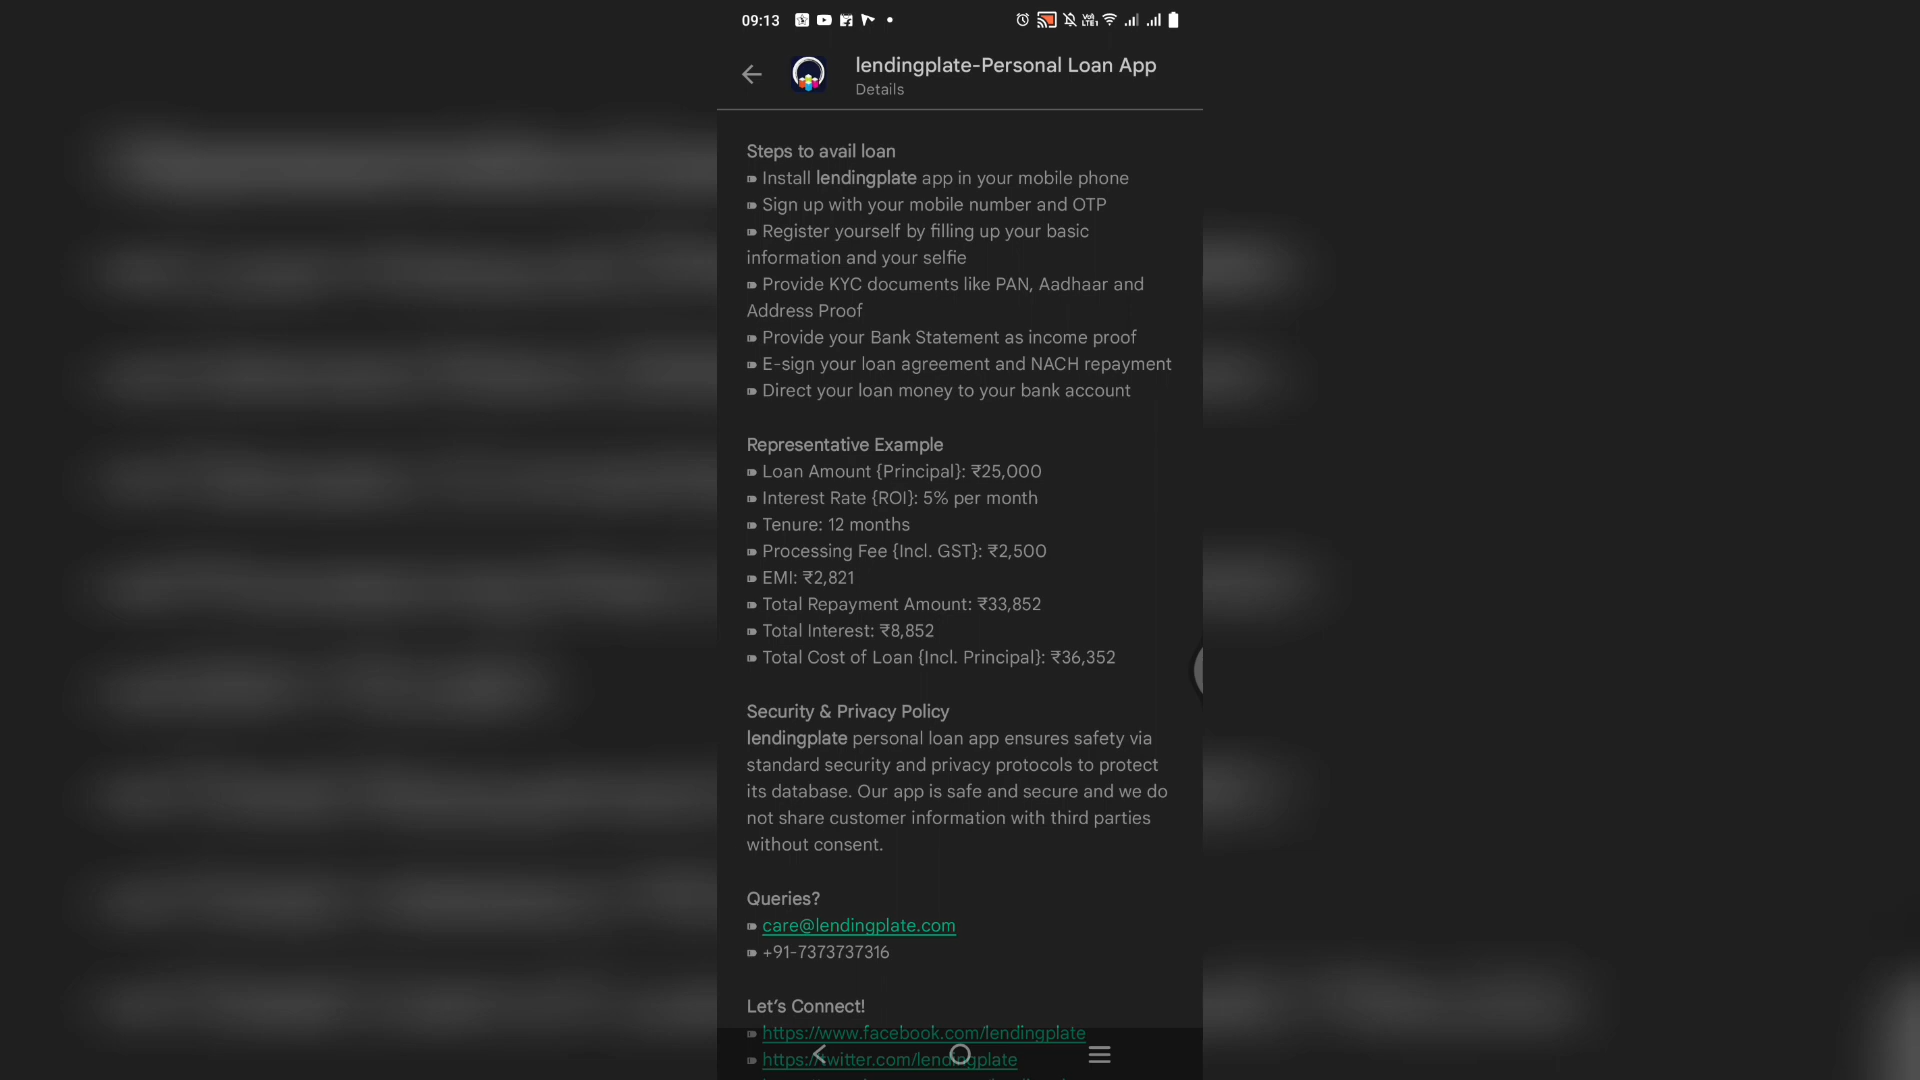 09:13
lendingplate-Personal Loan App
Details
Steps to avail loan
Install lendingplate app in your mobile phone
Sign up with your mobile number and OTP
Register yourself by filling up your basic
information and your selfie
Provide KYC documents like PAN, Aadhaar and
Address Proof
Provide your Bank Statement as income proof
E-sign your loan agreement and NACH repayment
Direct your loan money to your bank account
Representative Example
Loan Amount {Principal}: ₹25,000
Interest Rate {ROI}: 5% per month
Tenure: 12 months
Processing Fee {Incl. GST}: ₹2,500
EMI: ₹2,821
Total Repayment Amount: ₹33,852
Total Interest: ₹8,852
Total Cost of Loan {Incl. Principal}: ₹36,352
Security & Privacy Policy
lendingplate personal loan app ensures safety via
standard security and privacy protocols to protect
its database. Our app is safe and secure and we do
not share customer information with third parties
without consent.
Queries?
care@lendingplate.com
+91-7373737316
Let's Connect!
https://www.facebook.com/lendingplate
https://twitter.com/lendingplate